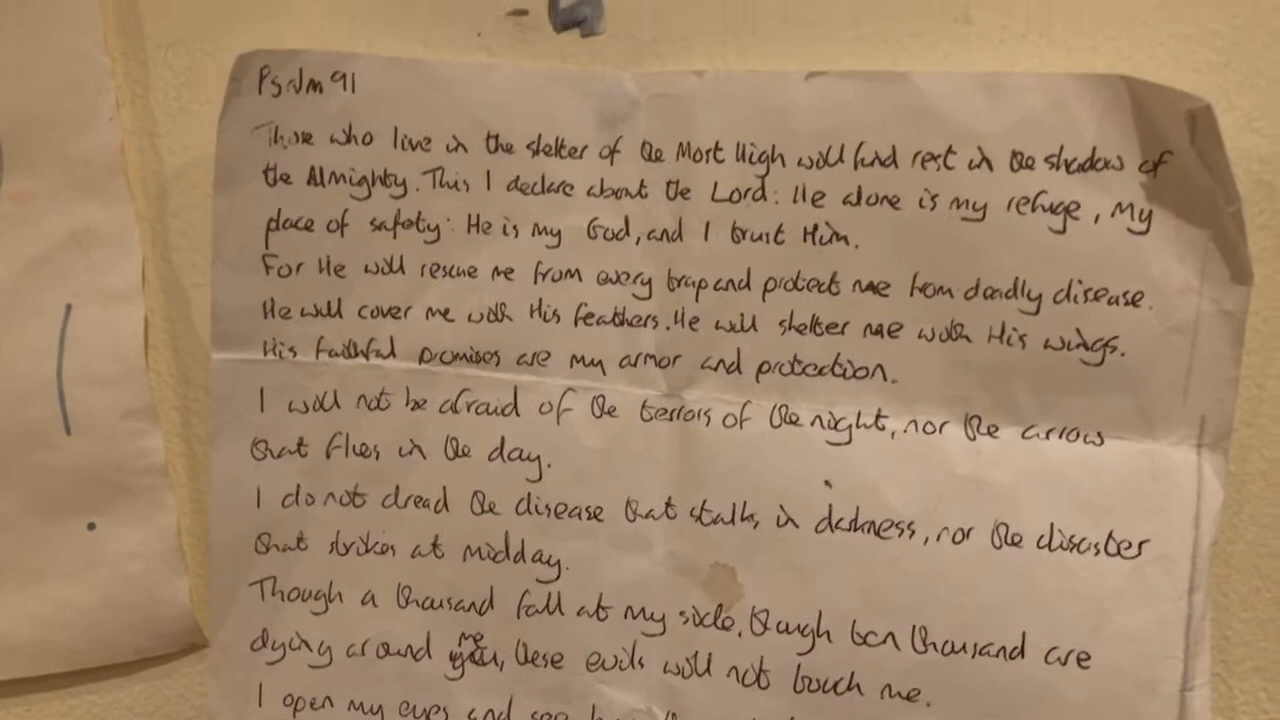 Psalm 91
Those who live in the shelter of the Most High will find rest in the shadow of
the Almighty. This I declare about the Lord: He alone is my refuge, my
place of safety: He is my God, and I trust Him.
For He will rescue me from every trap and protect me from deadly disease.
He will cover me with His feathers. He will shelter me with His wings.
His faithful promises are my armor and protection.
I will not be afraid of the terrors of the night, nor the arrow
that flies in the day.
I do not dread the disease that stalks in darkness, nor the disaster
that strikes at midday.
Though a thousand fall at my side, though ten thousand are
dying around me, these evils will not touch me.
I open my eyes and see